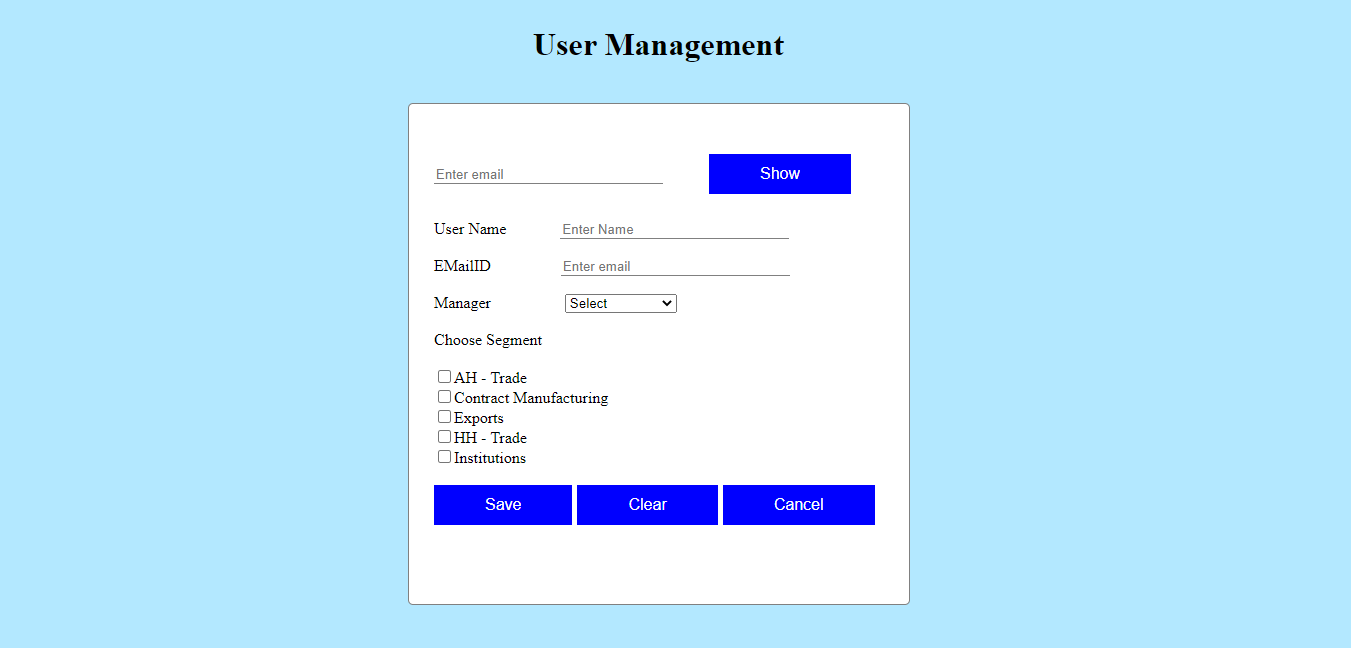 User Management
Enter email Show
User Name Enter Name
EMailID Enter email
Manager Select
Choose Segment
AH - Trade
Contract Manufacturing
Exports
HH - Trade
Institutions
Save Clear Cancel